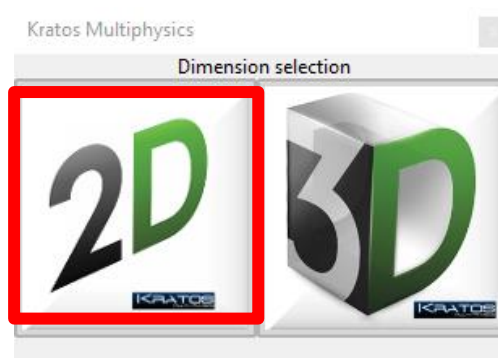 Kratos Multiphysics
Dimension selection
2D
3D
KRATOS
KRATOS